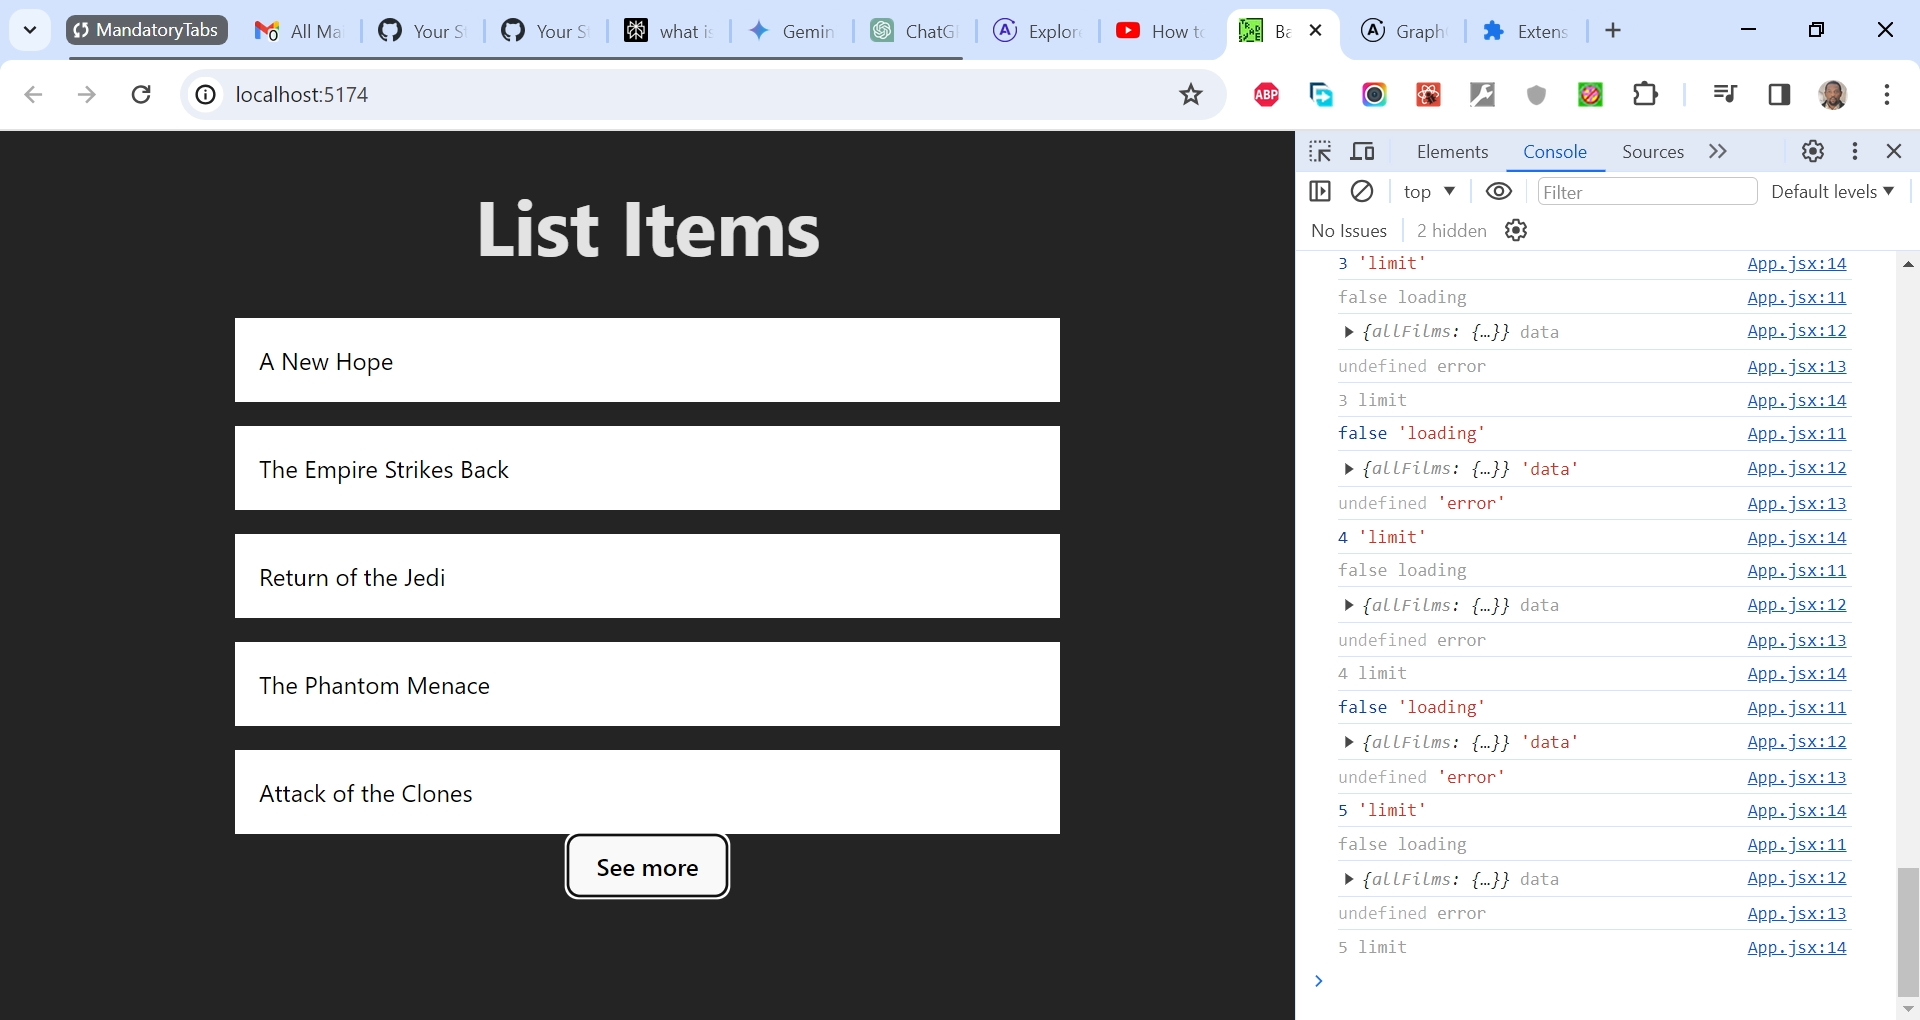 MandatoryTabs
All Ma
Your S
Your S
what i
Gemin
ChatG
Explor
How to
Ba
Graph
Extens
localhost:5174
ABP
Elements
Console
Sources
top
Filter
Default levels
No Issues
2 hidden
List Items
A New Hope
The Empire Strikes Back
Return of the Jedi
The Phantom Menace
Attack of the Clones
See more
3 'limit' App.jsx:14
false loading App.jsx:11
{allFilms: {…}} data App.jsx:12
undefined error App.jsx:13
3 limit App.jsx:14
false 'loading' App.jsx:11
{allFilms: {…}} 'data' App.jsx:12
undefined 'error' App.jsx:13
4 'limit' App.jsx:14
false loading App.jsx:11
{allFilms: {…}} data App.jsx:12
undefined error App.jsx:13
4 limit App.jsx:14
false 'loading' App.jsx:11
{allFilms: {…}} 'data' App.jsx:12
undefined 'error' App.jsx:13
5 'limit' App.jsx:14
false loading App.jsx:11
{allFilms: {…}} data App.jsx:12
undefined error App.jsx:13
5 limit App.jsx:14